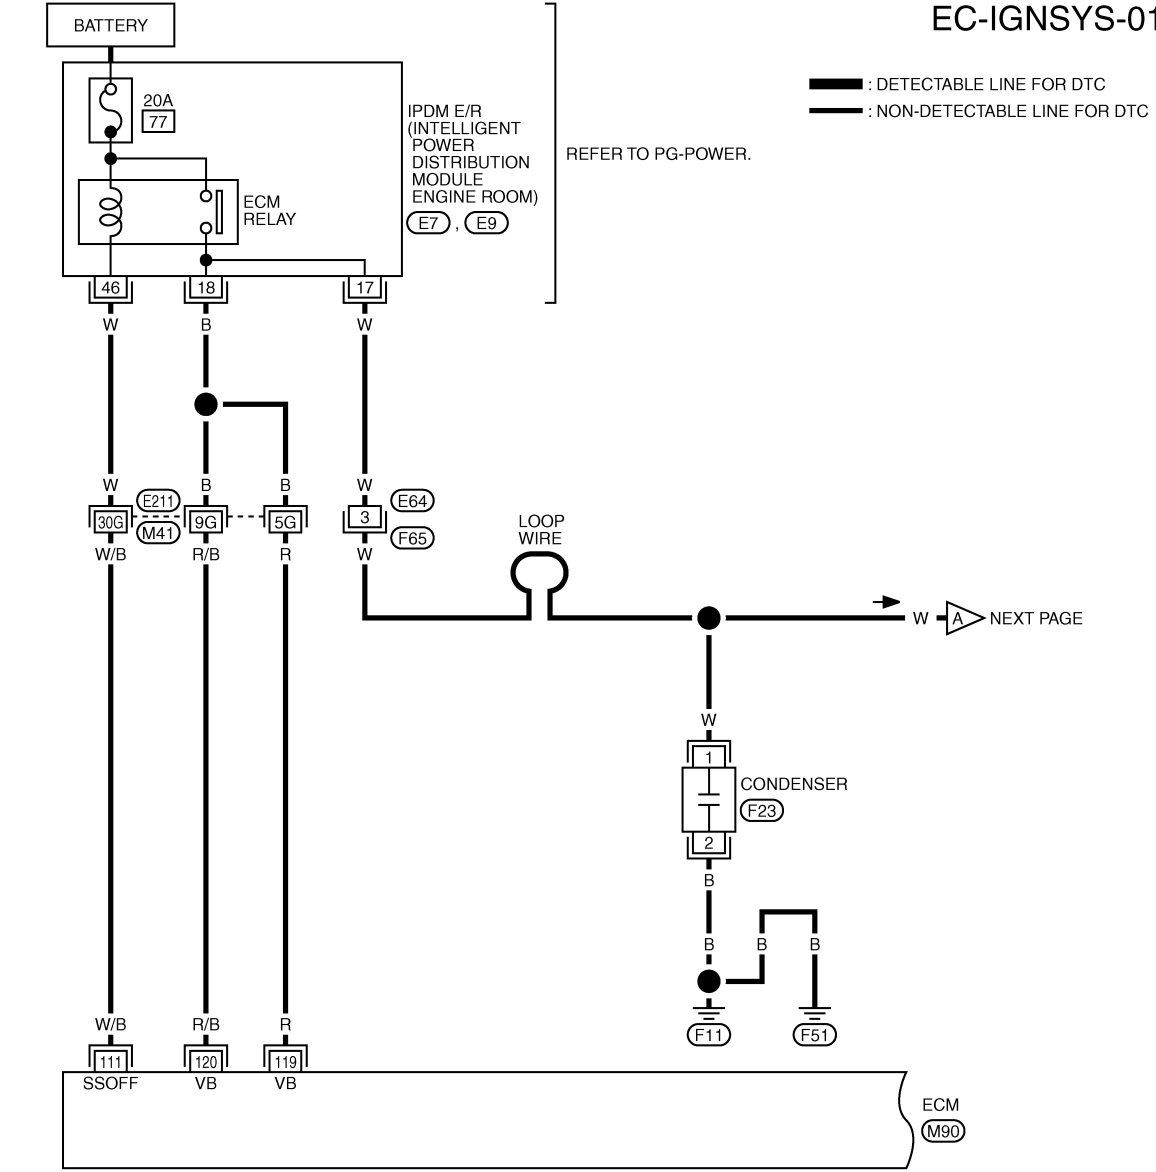 EC-IGNSYS-01
BATTERY
: DETECTABLE LINE FOR DTC
: NON-DETECTABLE LINE FOR DTC
20A
77
IPDM E/R
(INTELLIGENT
POWER
DISTRIBUTION
MODULE
ENGINE ROOM)
E7 , E9
REFER TO PG-POWER.
ECM
RELAY
46 18 17
W B W
W B B W
E211 E64
30G 9G 5G 3
M41 F65
W/B R/B R W
LOOP
WIRE
W A NEXT PAGE
W
1
CONDENSER
F23
2
B
B B B
F11 F51
W/B R/B R
111 120 119
SSOFF VB VB
ECM
M90